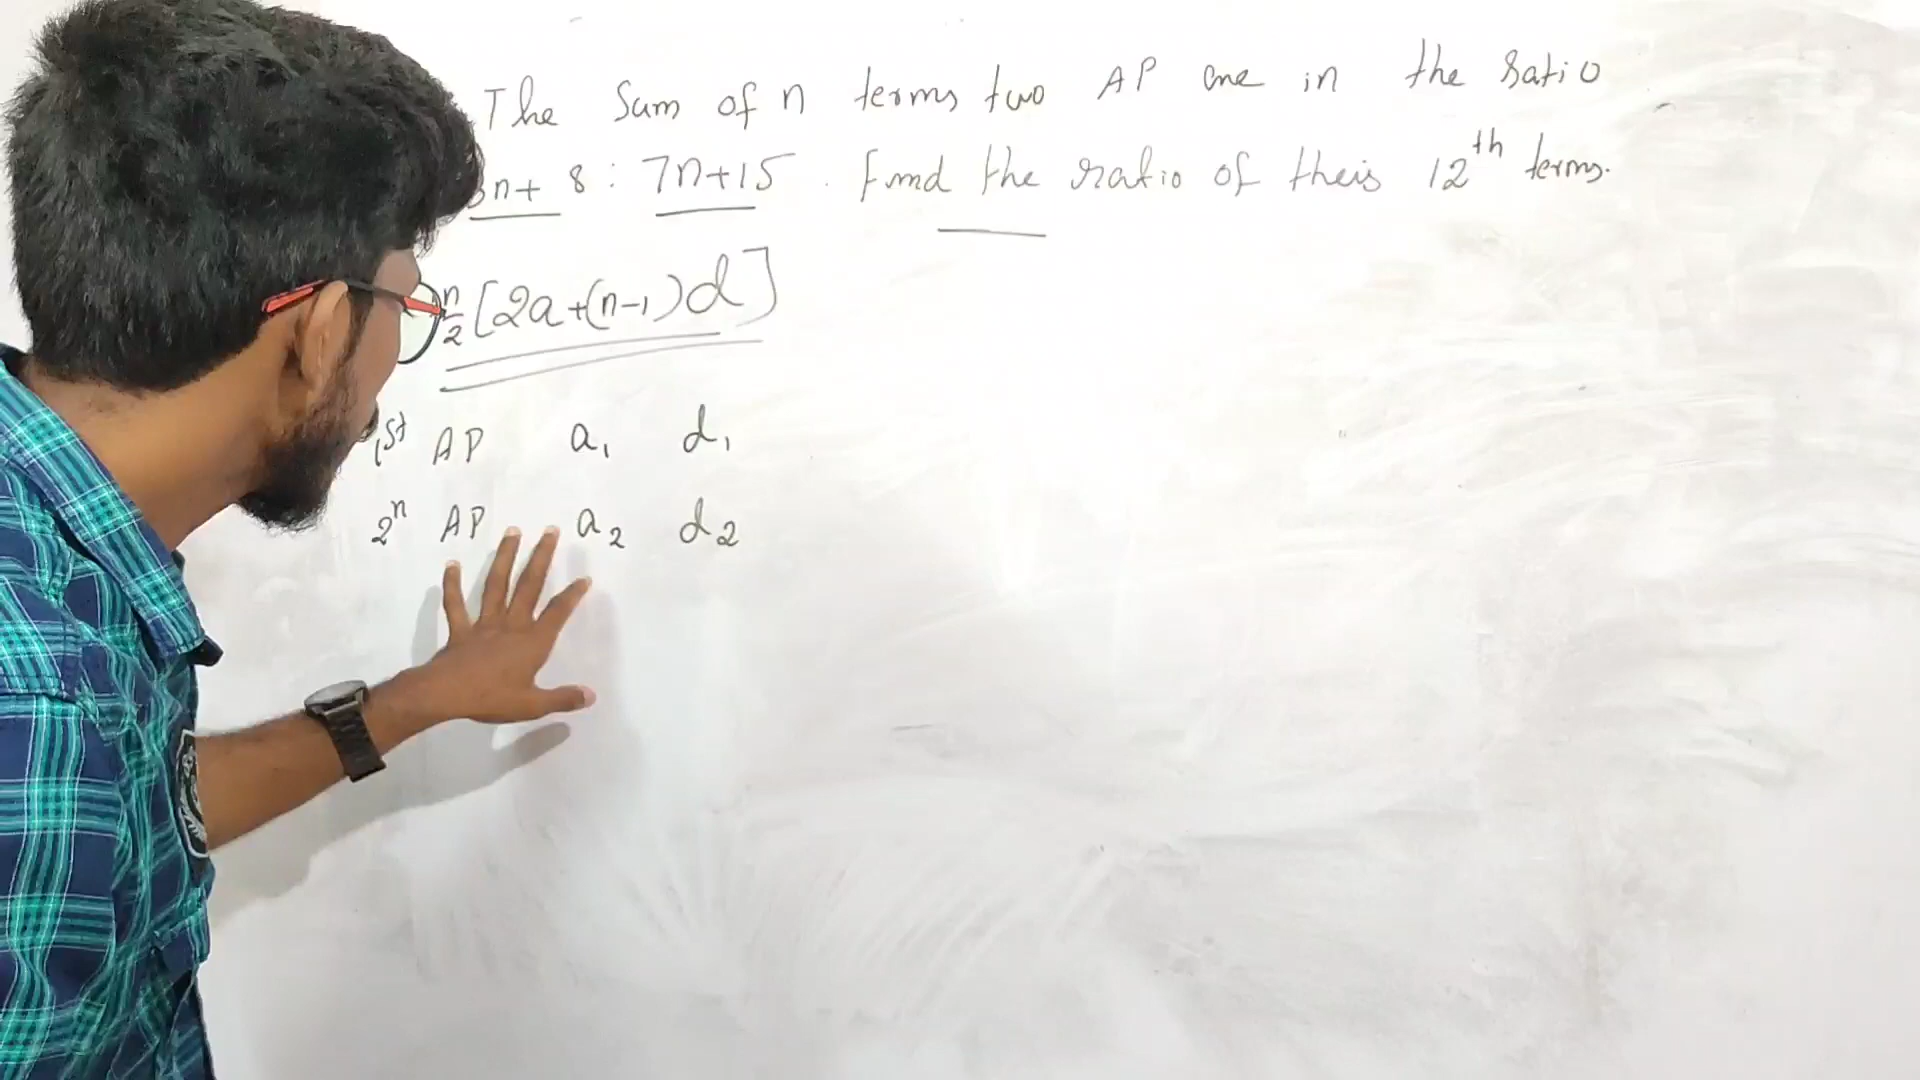 The Sum of n terms two AP are in the ratio
3n+ 8 : 7n+15 . Find the ratio of their 12th terms.
n/2 [2a+(n-1)d]
1st AP a1 d1
2n AP a2 d2